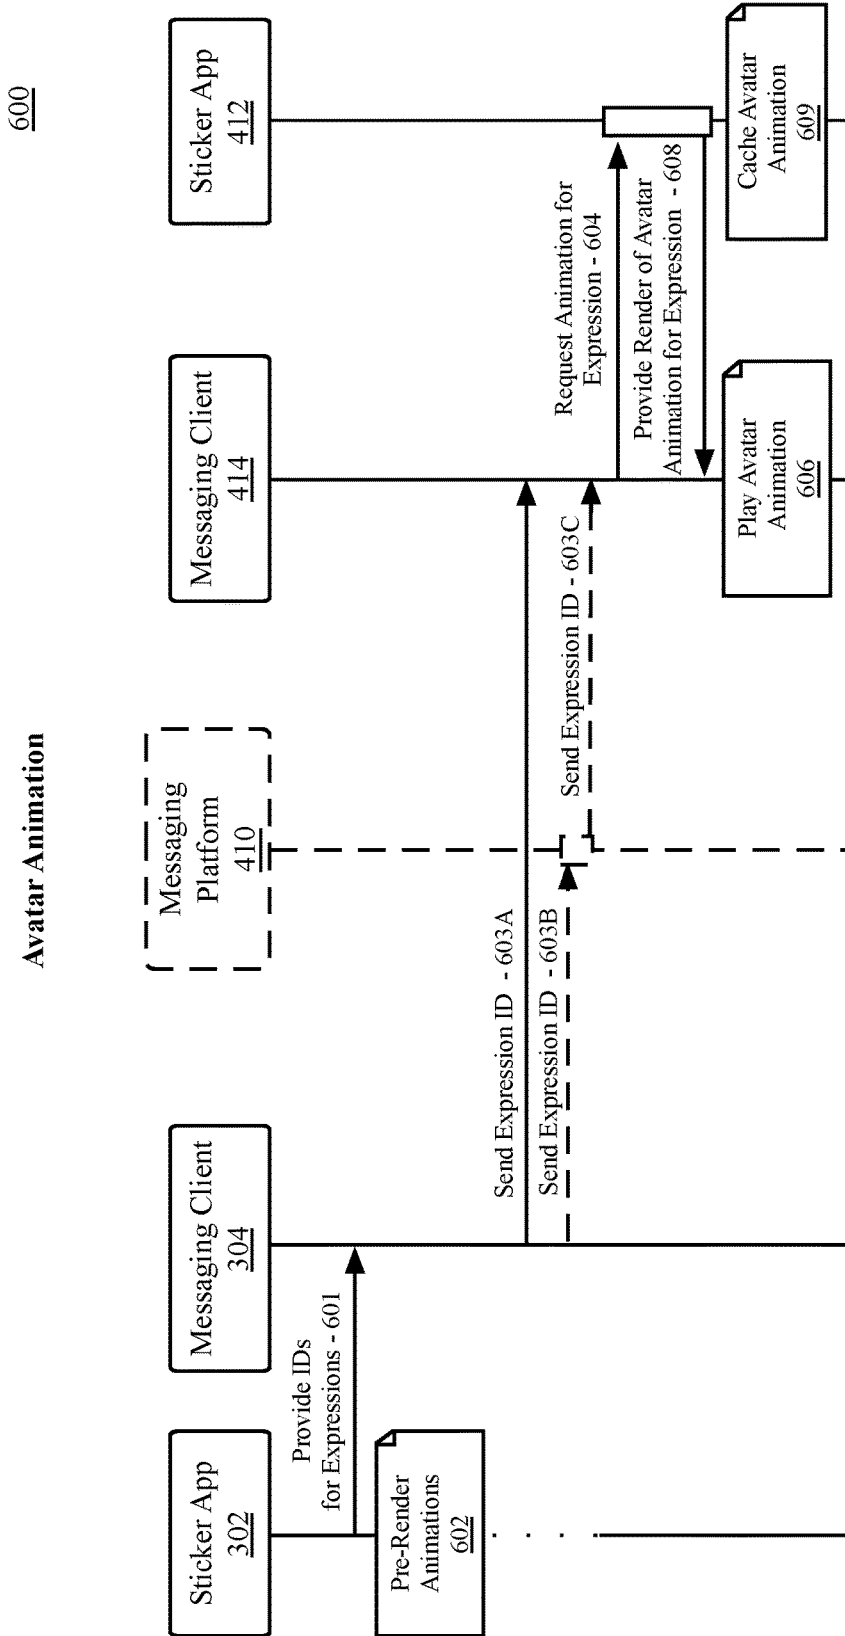 600
Avatar Animation
Sticker App
302
Messaging Client
304
Messaging
Platform
410
Messaging Client
414
Sticker App
412
Provide IDs
for Expressions - 601
Pre-Render
Animations
602
Send Expression ID - 603A
Send Expression ID - 603B
Send Expression ID - 603C
Request Animation for
Expression - 604
Provide Render of Avatar
Animation for Expression - 608
Play Avatar
Animation
606
Cache Avatar
Animation
609